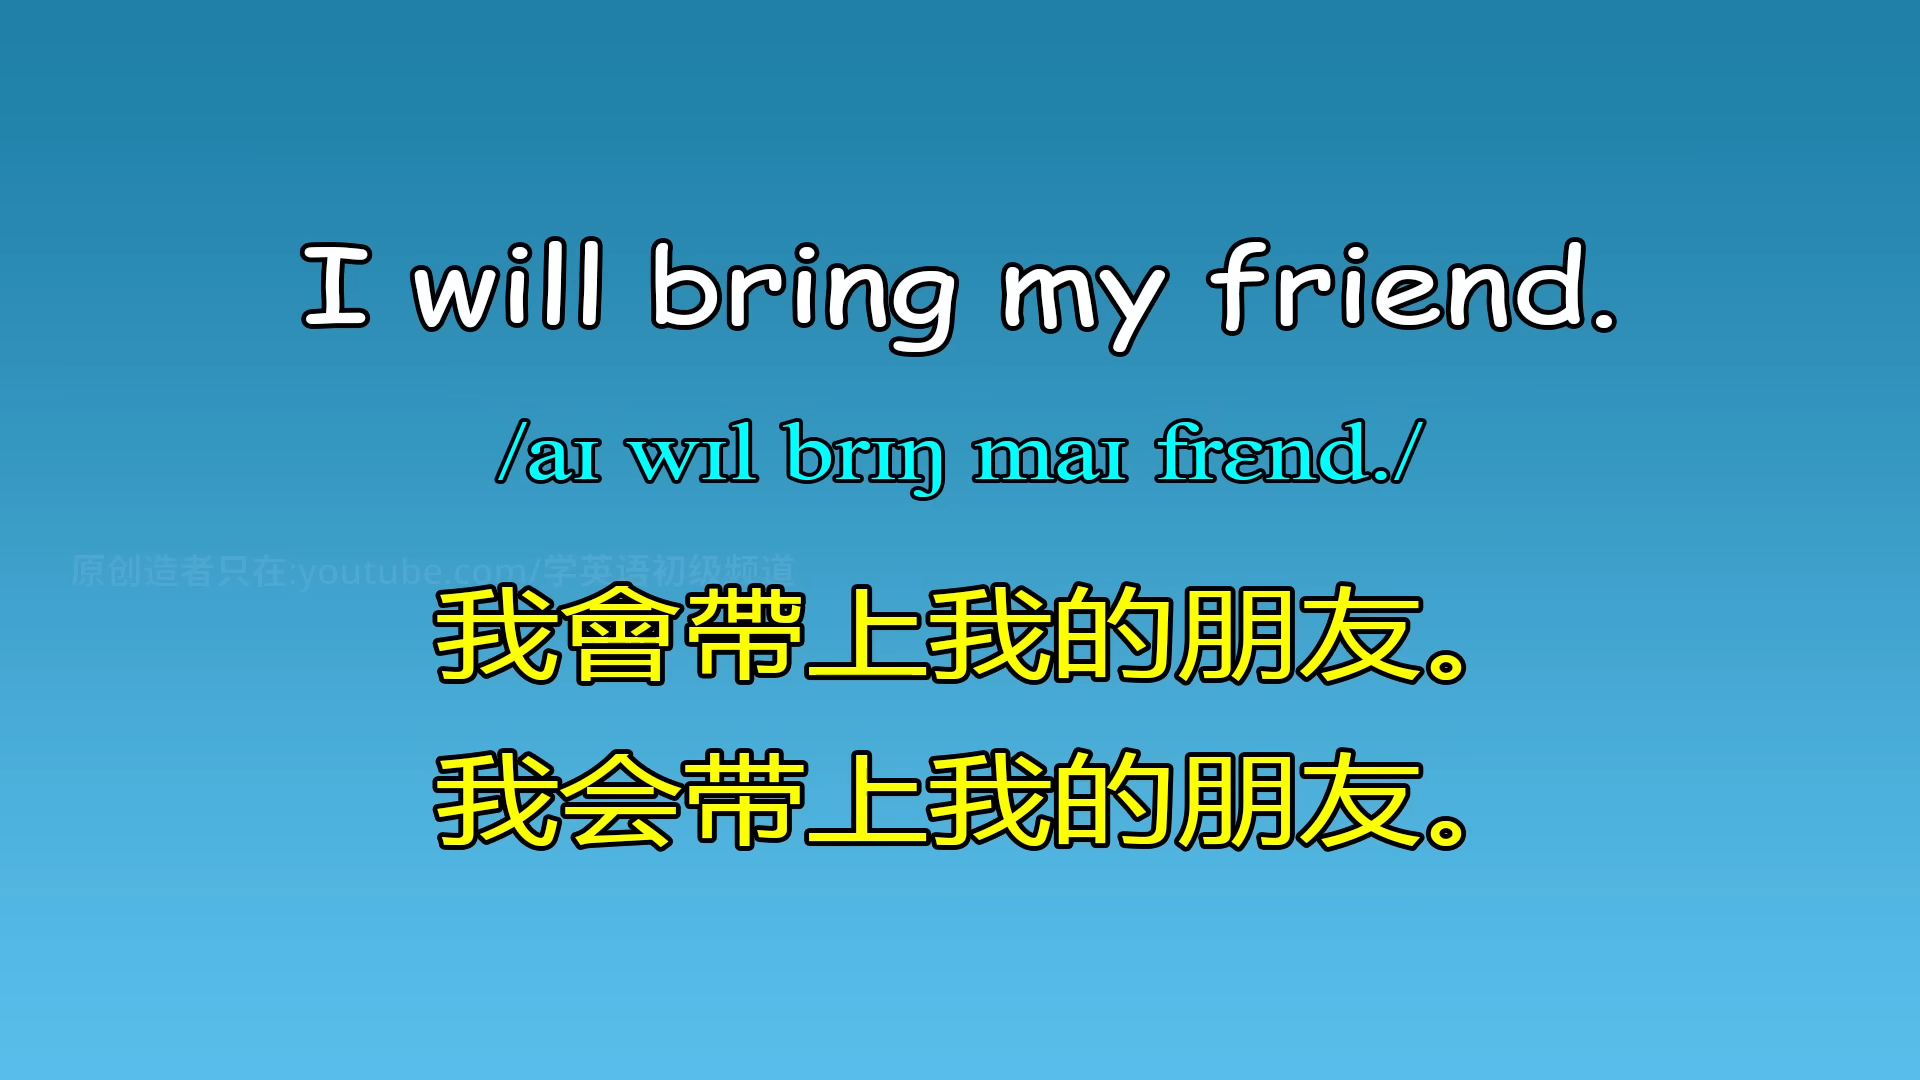 I will bring my friend.
/aɪ wɪl brɪŋ maɪ frɛnd./
原创造者只在:youtube.com/学英语初级频道
我會帶上我的朋友。
我会带上我的朋友。